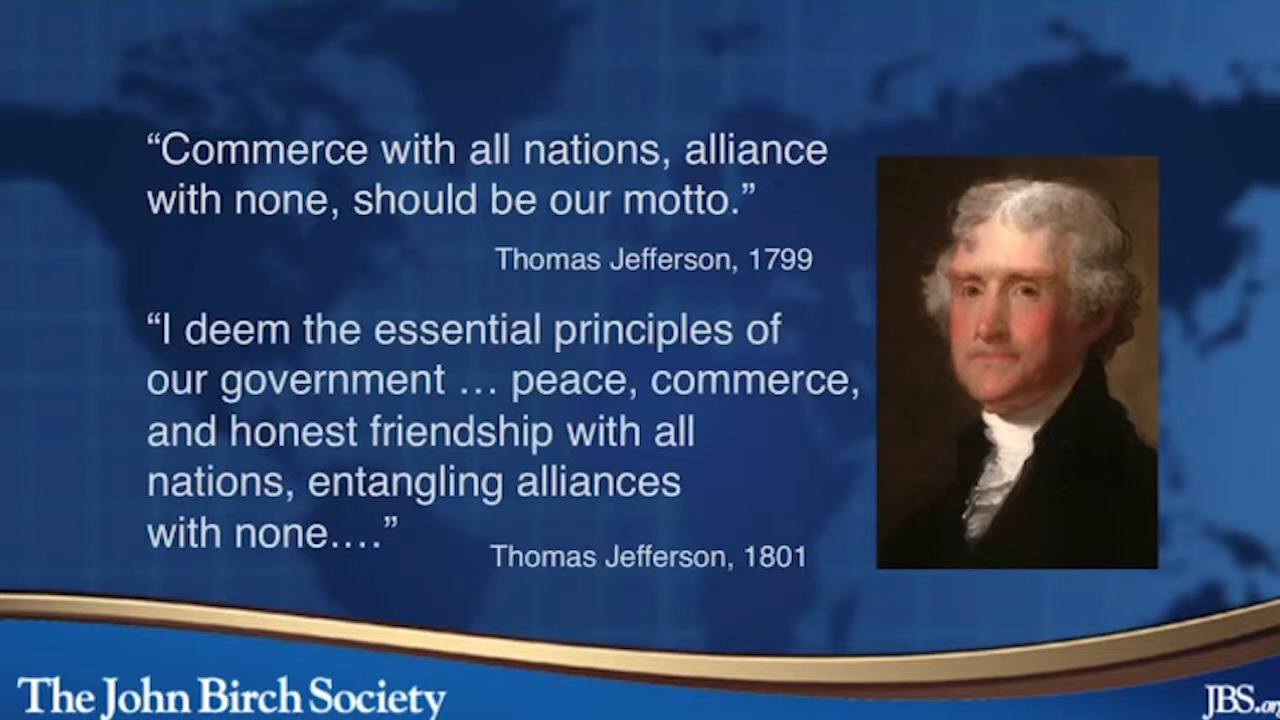 “Commerce with all nations, alliance
with none, should be our motto.”
Thomas Jefferson, 1799
“I deem the essential principles of
our government ... peace, commerce,
and honest friendship with all
nations, entangling alliances
with none....”
Thomas Jefferson, 1801
The John Birch Society